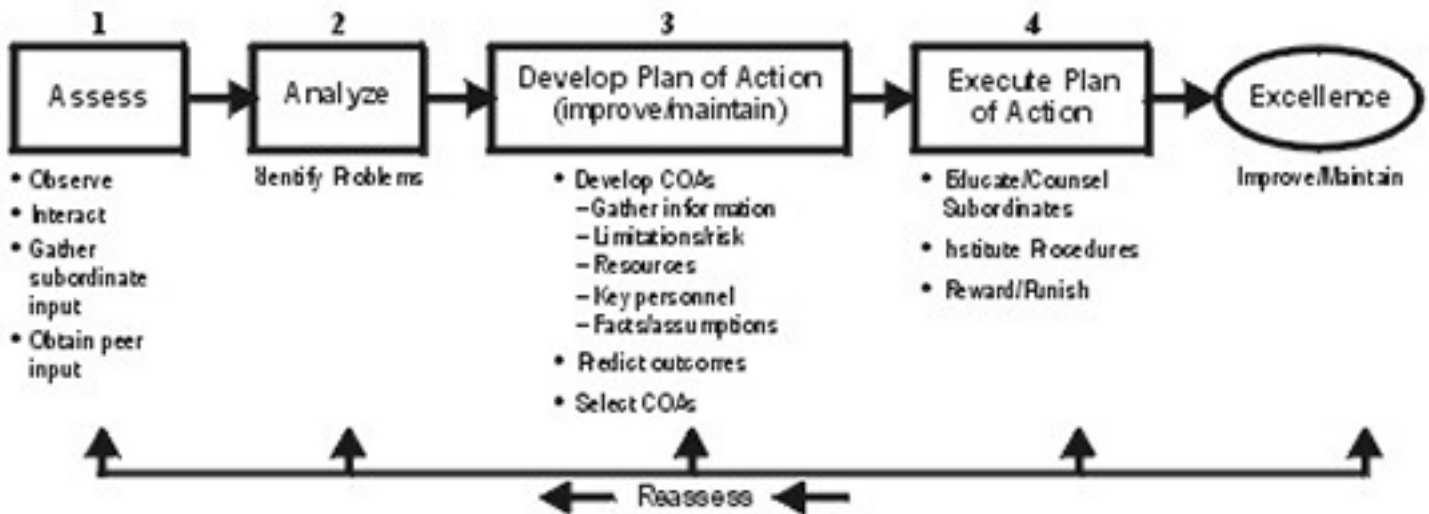 1
Assess
• Observe
• Interact
• Gather
subordinate
input
• Obtain peer
input
2
Analyze
Identify Problems
3
Develop Plan of Action
(improve/maintain)
• Develop COAs
– Gather information
– Limitations/risk
– Resources
– Key personnel
– Facts/assumptions
• Predict outcomes
• Select COAs
4
Execute Plan
of Action
• Educate/Counsel
Subordinates
• Institute Procedures
• Reward/Punish
Excellence
Improve/Maintain
Reassess